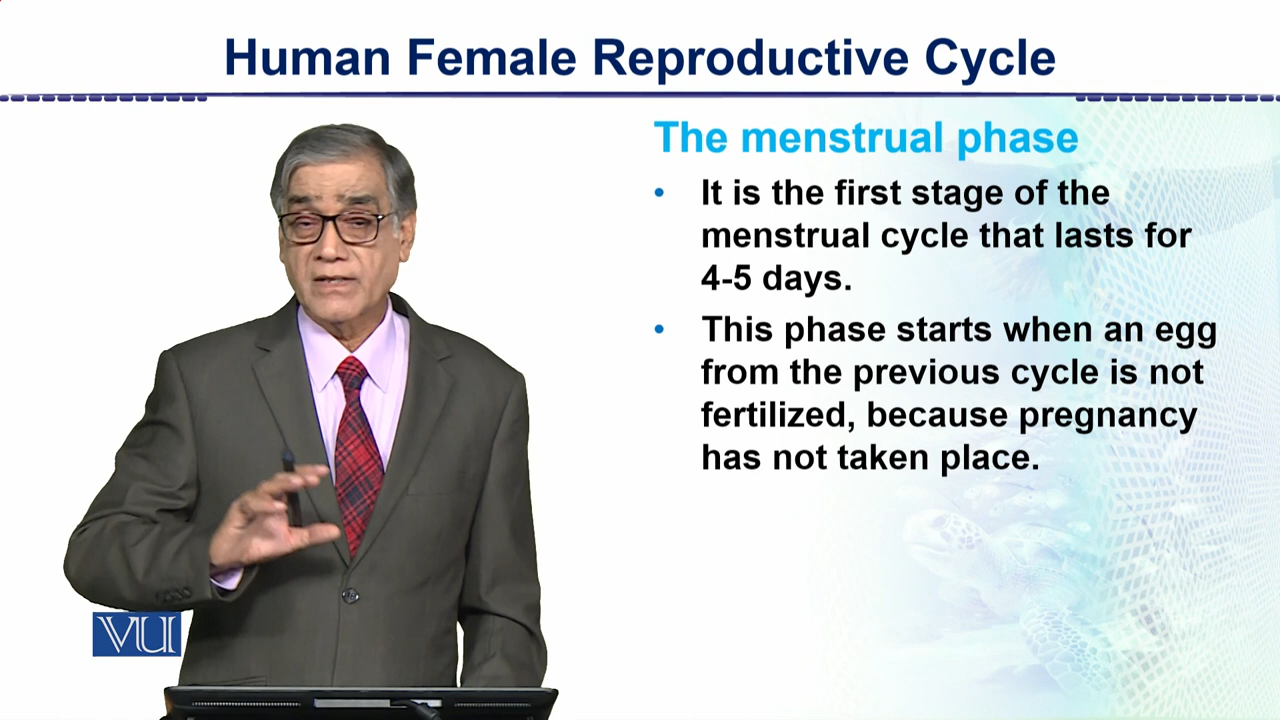 Human Female Reproductive Cycle
The menstrual phase
• It is the first stage of the
menstrual cycle that lasts for
4-5 days.
• This phase starts when an egg
from the previous cycle is not
fertilized, because pregnancy
has not taken place.
VU